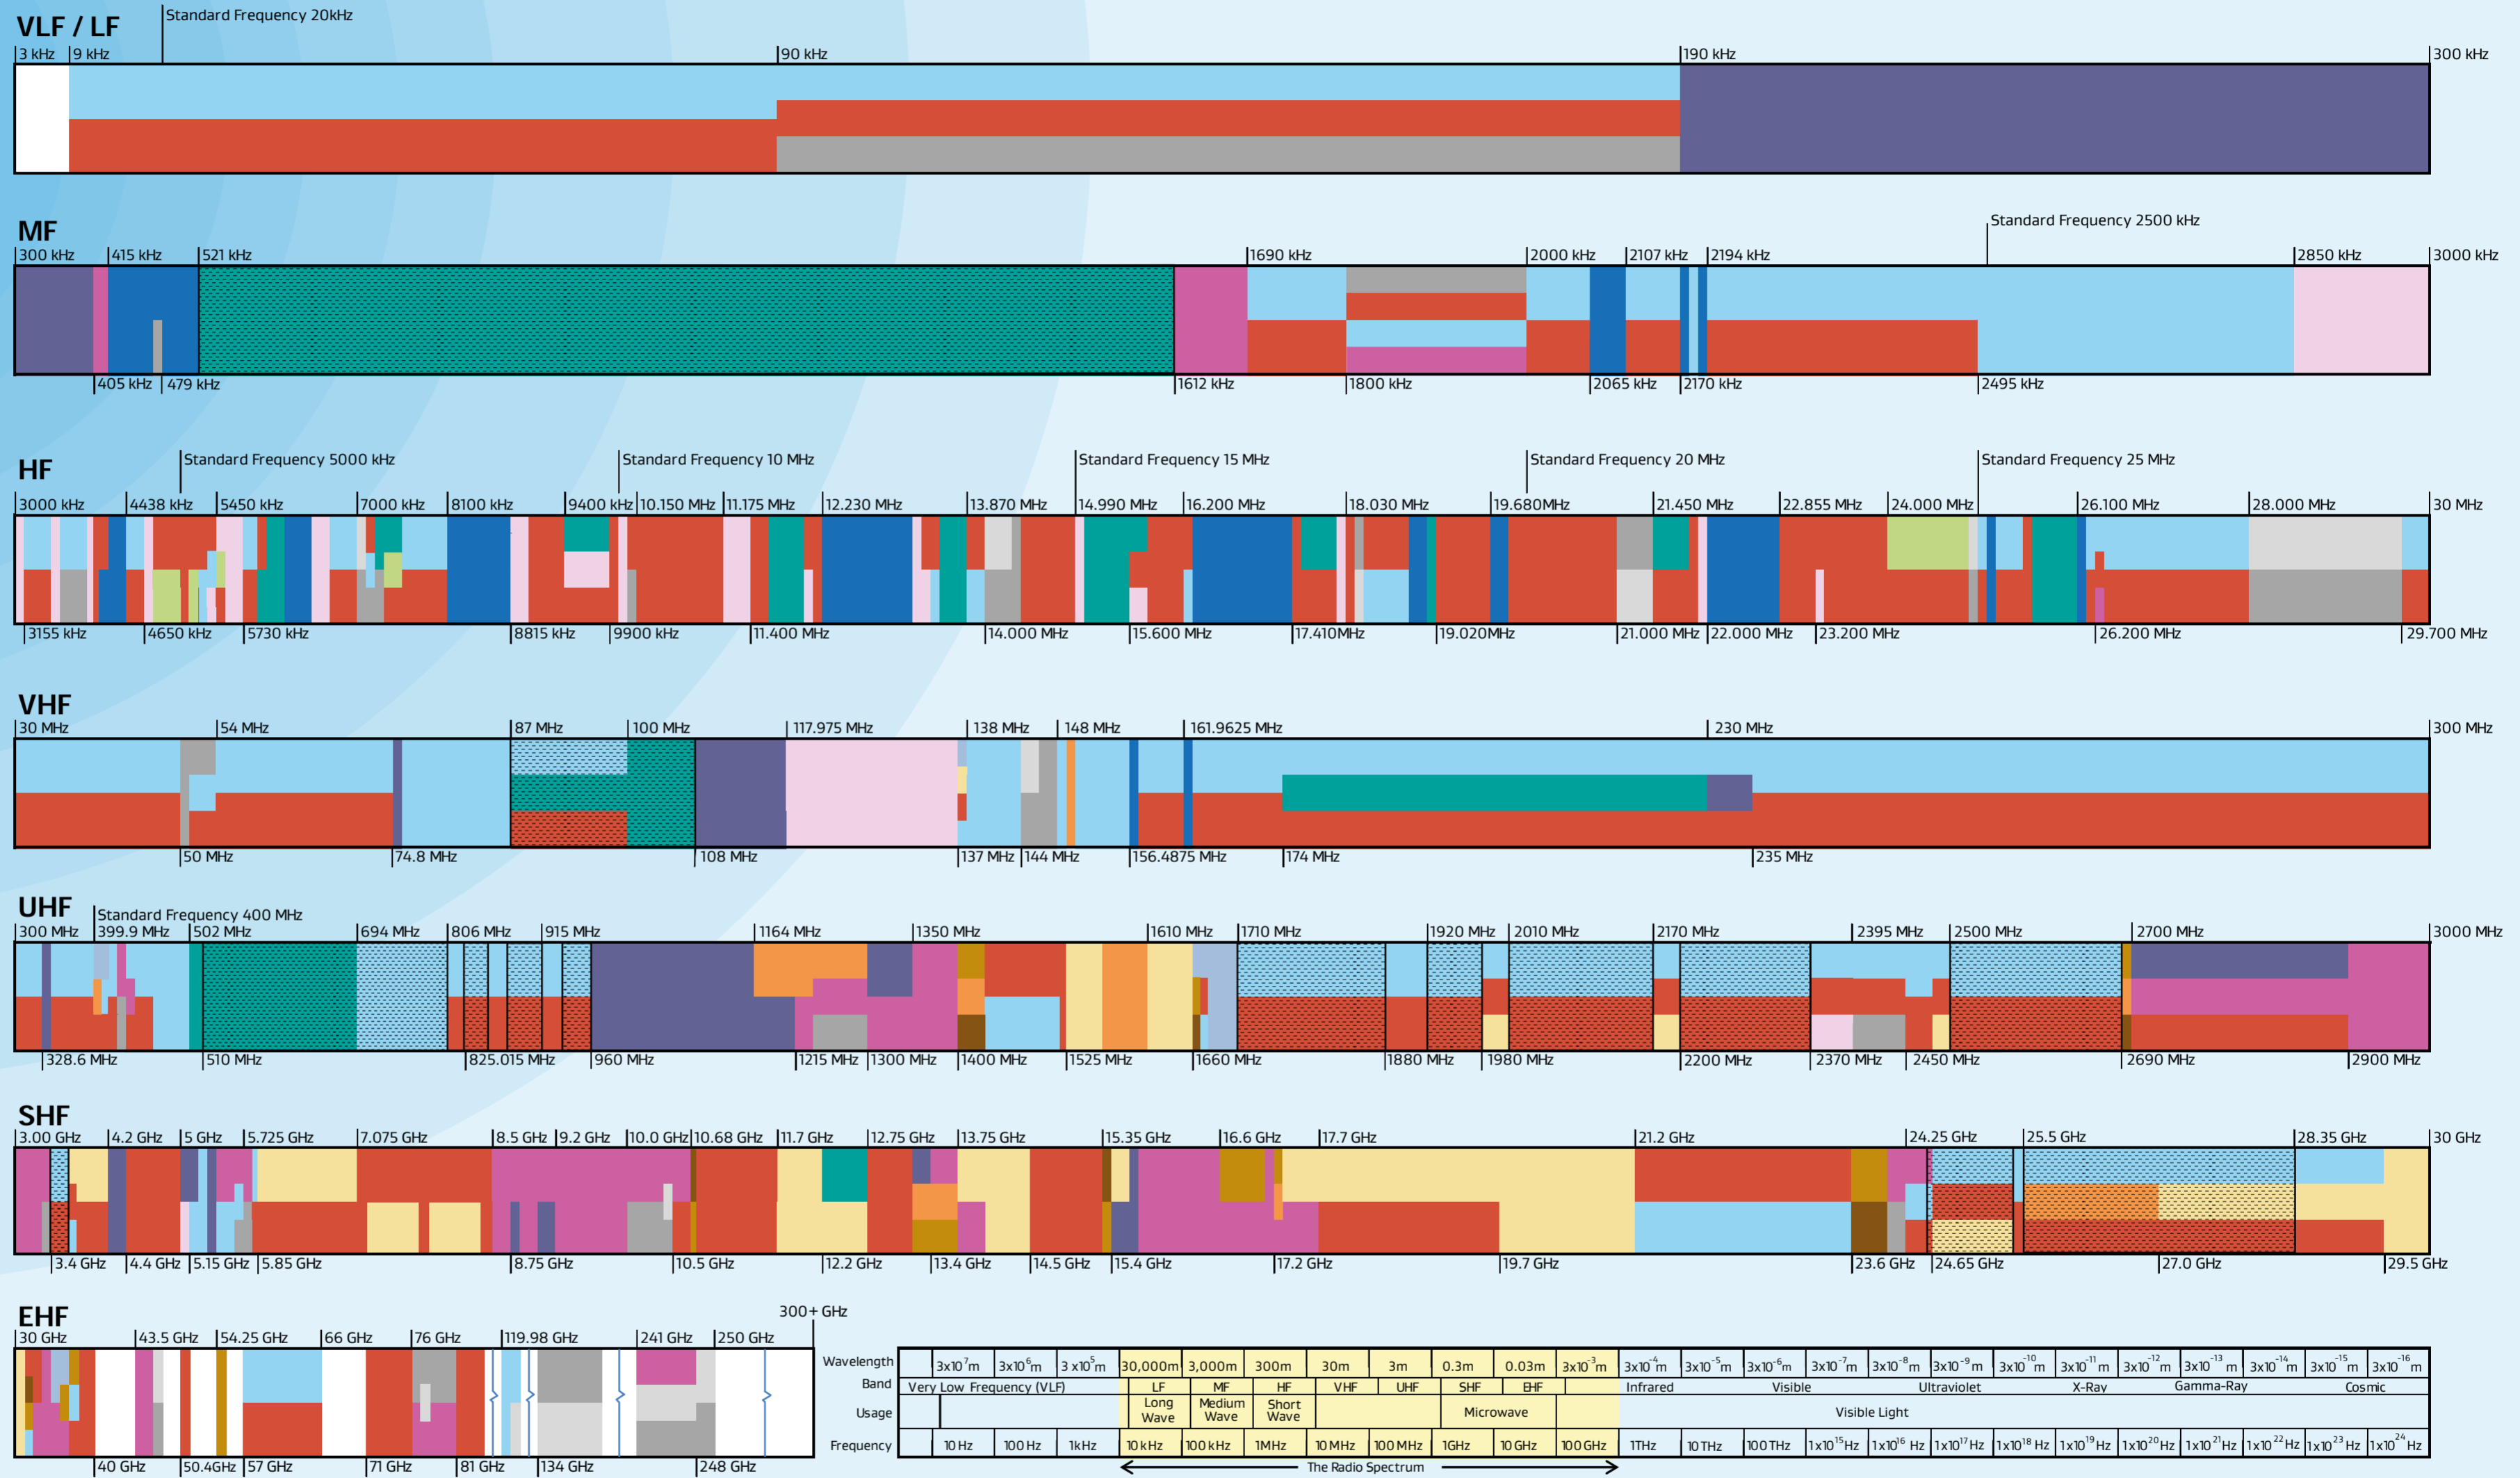 Standard Frequency 20kHz
VLF / LF
3 kHz 9 kHz 90 kHz 190 kHz 300 kHz
Standard Frequency 2500 kHz
MF
300 kHz 415 kHz 521 kHz 1690 kHz 2000 kHz 2107 kHz 2194 kHz 2850 kHz 3000 kHz
405 kHz 479 kHz 1612 kHz 1800 kHz 2065 kHz 2170 kHz 2495 kHz
Standard Frequency 5000 kHz Standard Frequency 10 MHz Standard Frequency 15 MHz Standard Frequency 20 MHz Standard Frequency 25 MHz
HF
3000 kHz 4438 kHz 5450 kHz 7000 kHz 8100 kHz 9400 kHz 10.150 MHz 11.175 MHz 12.230 MHz 13.870 MHz 14.990 MHz 16.200 MHz 18.030 MHz 19.680MHz 21.450 MHz 22.855 MHz 24.000 MHz 26.100 MHz 28.000 MHz 30 MHz
3155 kHz 4650 kHz 5730 kHz 8815 kHz 9900 kHz 11.400 MHz 14.000 MHz 15.600 MHz 17.410MHz 19.020MHz 21.000 MHz 22.000 MHz 23.200 MHz 26.200 MHz 29.700 MHz
VHF
30 MHz 54 MHz 87 MHz 100 MHz 117.975 MHz 138 MHz 148 MHz 161.9625 MHz 230 MHz 300 MHz
50 MHz 74.8 MHz 108 MHz 137 MHz 144 MHz 156.4875 MHz 174 MHz 235 MHz
UHF
Standard Frequency 400 MHz
300 MHz 399.9 MHz 502 MHz 694 MHz 806 MHz 915 MHz 1164 MHz 1350 MHz 1610 MHz 1710 MHz 1920 MHz 2010 MHz 2170 MHz 2395 MHz 2500 MHz 2700 MHz 3000 MHz
328.6 MHz 510 MHz 825.015 MHz 960 MHz 1215 MHz 1300 MHz 1400 MHz 1525 MHz 1660 MHz 1880 MHz 1980 MHz 2200 MHz 2370 MHz 2450 MHz 2690 MHz 2900 MHz
SHF
3.00 GHz 4.2 GHz 5 GHz 5.725 GHz 7.075 GHz 8.5 GHz 9.2 GHz 10.0 GHz 10.68 GHz 11.7 GHz 12.75 GHz 13.75 GHz 15.35 GHz 16.6 GHz 17.7 GHz 21.2 GHz 24.25 GHz 25.5 GHz 28.35 GHz 30 GHz
3.4 GHz 4.4 GHz 5.15 GHz 5.85 GHz 8.75 GHz 10.5 GHz 12.2 GHz 13.4 GHz 14.5 GHz 15.4 GHz 17.2 GHz 19.7 GHz 23.6 GHz 24.65 GHz 27.0 GHz 29.5 GHz
EHF
300+ GHz
30 GHz 43.5 GHz 54.25 GHz 66 GHz 76 GHz 119.98 GHz 241 GHz 250 GHz
40 GHz 50.4GHz 57 GHz 71 GHz 81 GHz 134 GHz 248 GHz
Wavelength 3x10⁷m 3x10⁶m 3 x10⁵m 30,000m 3,000m 300m 30m 3m 0.3m 0.03m 3x10⁻³m 3x10⁻⁴m 3x10⁻⁵m 3x10⁻⁶m 3x10⁻⁷m 3x10⁻⁸m 3x10⁻⁹m 3x10⁻¹⁰m 3x10⁻¹¹m 3x10⁻¹²m 3x10⁻¹³m 3x10⁻¹⁴m 3x10⁻¹⁵m 3x10⁻¹⁶m
Band Very Low Frequency (VLF) LF MF HF VHF UHF SHF EHF Infrared Visible Ultraviolet X-Ray Gamma-Ray Cosmic
Usage Long Wave Medium Wave Short Wave Microwave Visible Light
Frequency 10 Hz 100 Hz 1kHz 10 kHz 100 kHz 1MHz 10 MHz 100 MHz 1GHz 10 GHz 100 GHz 1THz 10 THz 100 THz 1x10¹⁵Hz 1x10¹⁶ Hz 1x10¹⁷Hz 1x10¹⁸ Hz 1x10¹⁹Hz 1x10²⁰Hz 1x10²¹Hz 1x10²²Hz 1x10²³Hz 1x10²⁴Hz
The Radio Spectrum